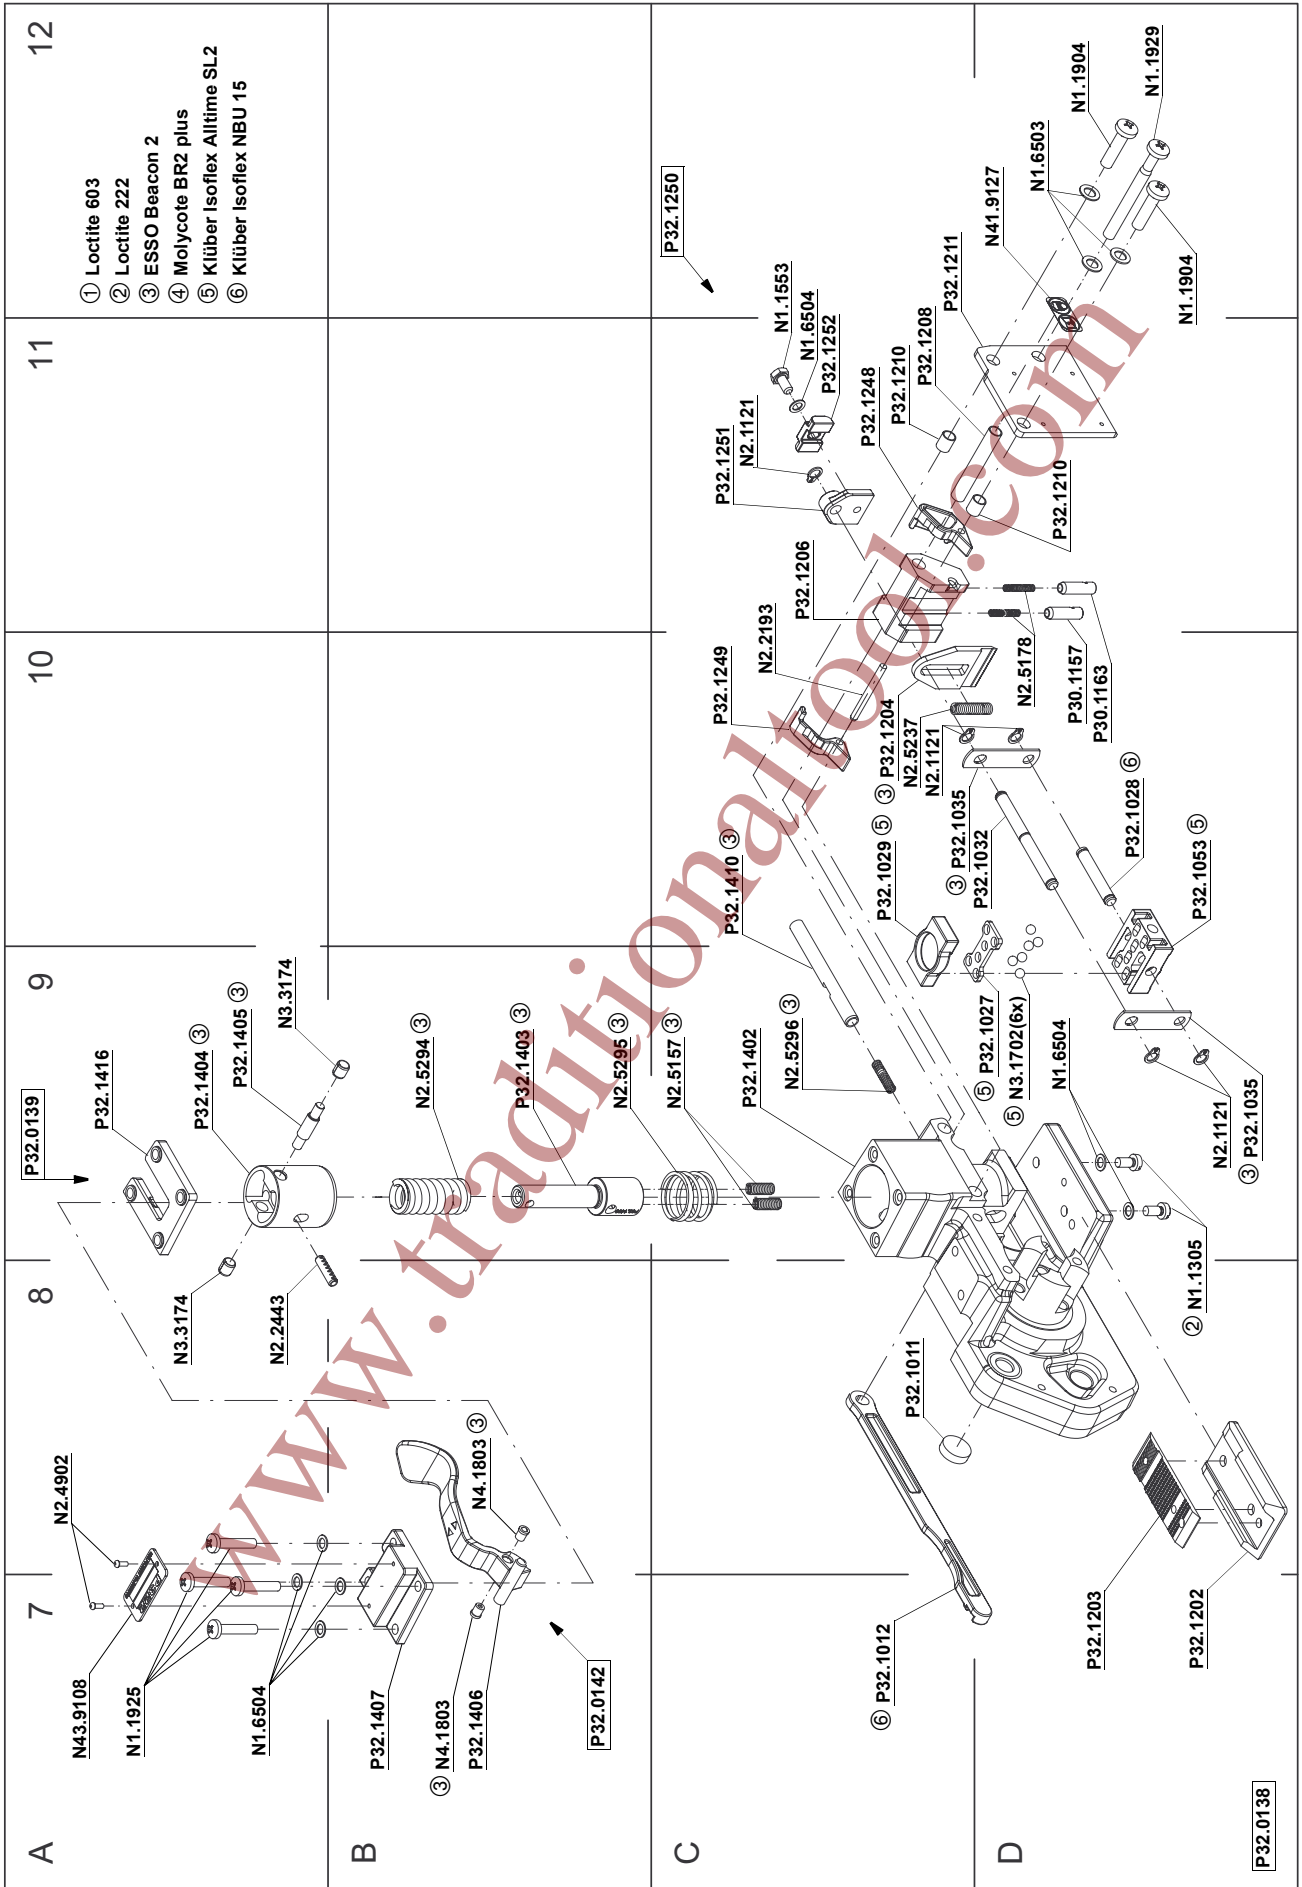 12
11
10
9
8
7
A
B
C
D
① Loctite 603
② Loctite 222
③ ESSO Beacon 2
④ Molycote BR2 plus
⑤ Klüber Isoflex Alltime SL2
⑥ Klüber Isoflex NBU 15
N43.9108
N2.4902
N1.1925
N1.6504
P32.1407
③ N4.1803
P32.1406
N4.1803 ③
P32.0142
P32.0139
P32.1416
P32.1404 ③
P32.1405 ③
N3.3174
N3.3174
N2.2443
N2.5294 ③
P32.1403 ③
N2.5295 ③
N2.5157 ③
P32.1402
N2.5296 ③
P32.1410 ③
P32.1249
N2.2193
P32.1206
P32.1251
N2.1121
N1.1553
N1.6504
P32.1252
P32.1250
P32.1248
P32.1210
P32.1208
P32.1211
N41.9127
N1.6503
N1.1904
N1.1929
N1.1904
P32.1210
N2.5178
P30.1157
P30.1163
③ P32.1204
N2.5237
N2.1121
③ P32.1035
P32.1032
P32.1029 ⑤
P32.1028 ⑥
P32.1053 ⑤
⑤ P32.1027
⑤ N3.1702(6x)
N1.6504
N2.1121
③ P32.1035
② N1.1305
P32.1011
⑥ P32.1012
P32.1203
P32.1202
P32.0138
www.traditionaltool.com